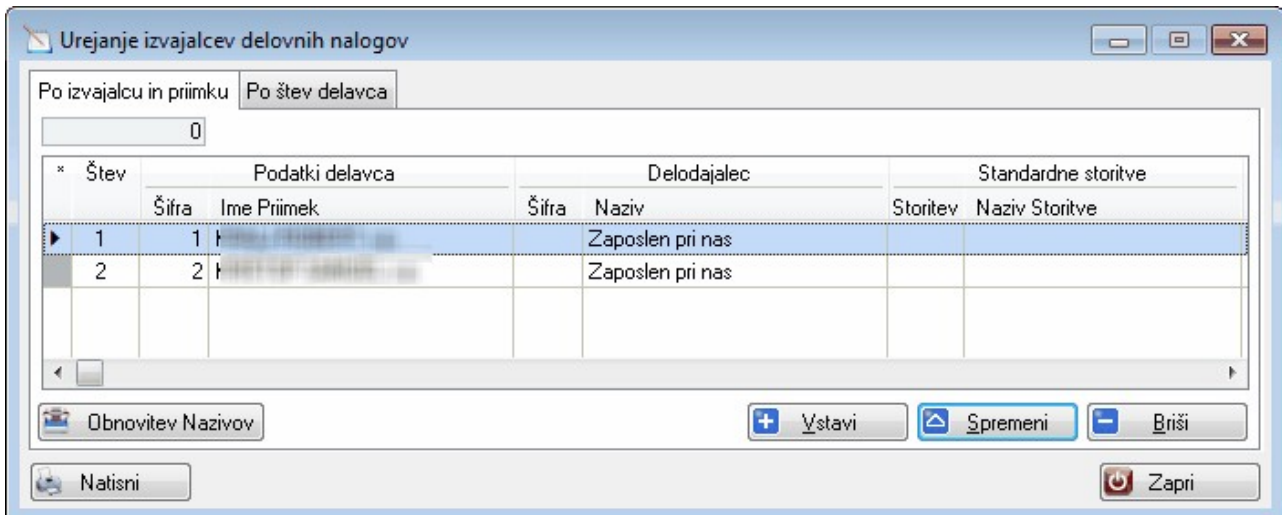 Urejanje izvajalcev delovnih nalogov
Po izvajalcu in priimku Po štev delavca
0
* Štev Podatki delavca Delodajalec Standardne storitve
Šifra Ime Priimek Šifra Naziv Storitev Naziv Storitve
1 1 Zaposlen pri nas
2 2 Zaposlen pri nas
Obnovitev Nazivov Vstavi Spremeni Briši
Natisni Zapri